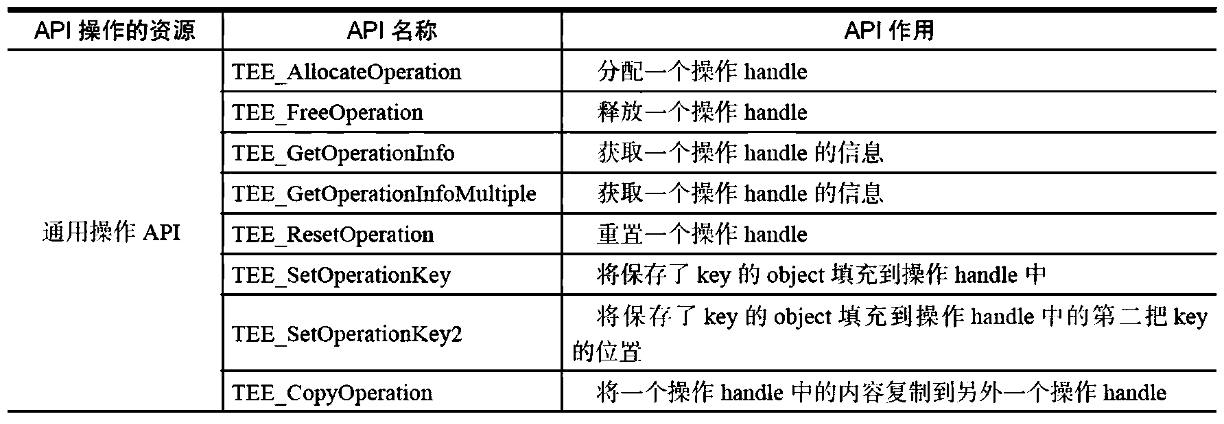 API 操作的资源 API 名称 API 作用
TEE_AllocateOperation 分配一个操作 handle
TEE_FreeOperation 释放一个操作 handle
TEE_GetOperationInfo 获取一个操作 handle 的信息
TEE_GetOperationInfoMultiple 获取一个操作 handle 的信息
通用操作 API TEE_ResetOperation 重置一个操作 handle
TEE_SetOperationKey 将保存了 key 的 object 填充到操作 handle 中
TEE_SetOperationKey2 将保存了 key 的 object 填充到操作 handle 中的第二把 key
的位置
TEE_CopyOperation 将一个操作 handle 中的内容复制到另外一个操作 handle